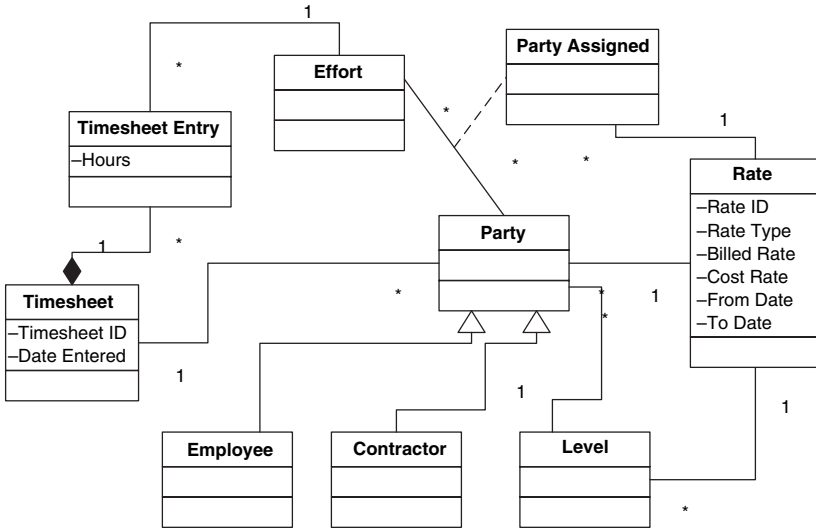 1
Party Assigned
Effort
*
*
1
Timesheet Entry
–Hours
*
*
Rate
–Rate ID
–Rate Type
–Billed Rate
–Cost Rate
–From Date
–To Date
Party
1
*
Timesheet
–Timesheet ID
–Date Entered
*
*
*
1
1
1
1
Employee
Contractor
Level
*